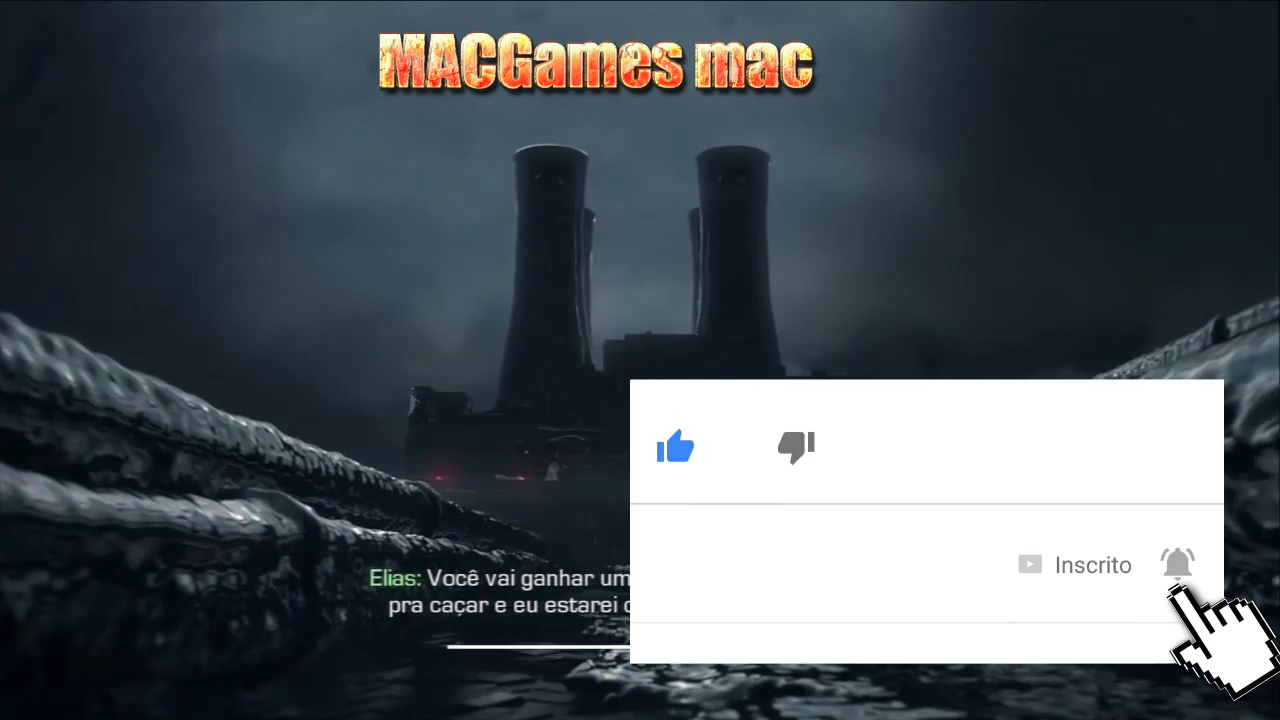 MACGames mac
Elias: Você vai ganhar um
pra caçar e eu estarei
Inscrito